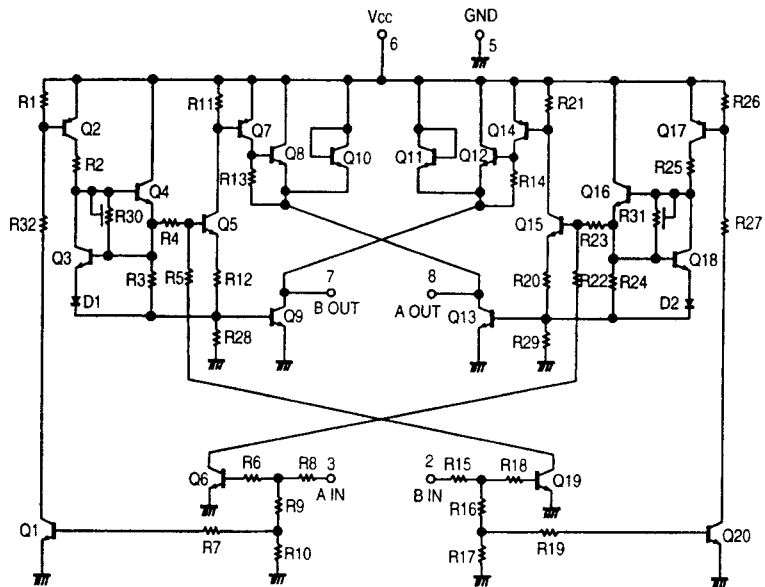 Vcc GND
6 5
R1 Q2 R11 Q7 Q8 Q10 Q11 Q12 Q14 R21 Q17 R26
R2 Q4 R13 R14 Q16 R25
R32 R30 R4 Q5 Q15 R23 R31 R27
Q3 R3 R5 R12 R20 R22 R24 Q18
D1 7 8 D2
B OUT A OUT
R28 Q9 Q13 R29
Q6 R6 R8 3 2 R15 R18 Q19
A IN B IN
R9 R16
Q1 R7 R10 R17 R19 Q20